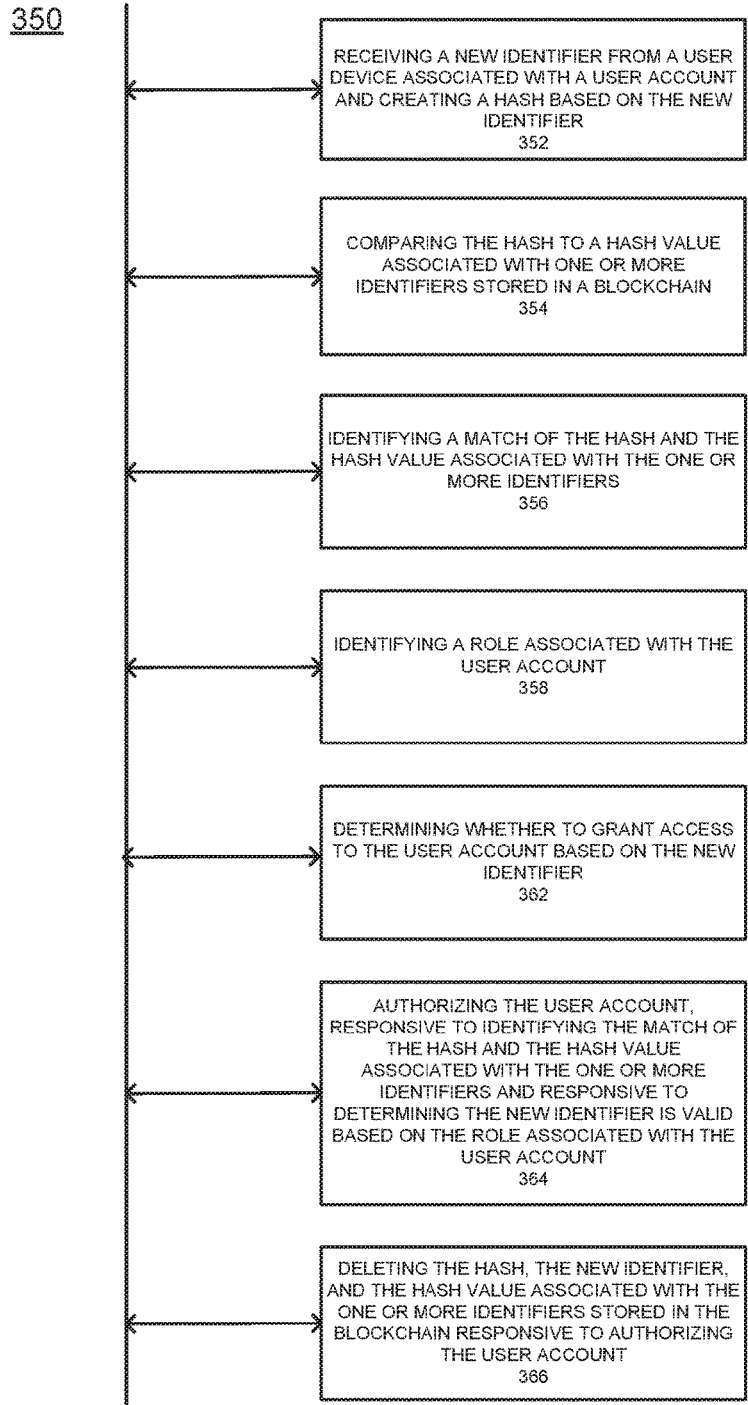 350
RECEIVING A NEW IDENTIFIER FROM A USER
DEVICE ASSOCIATED WITH A USER ACCOUNT
AND CREATING A HASH BASED ON THE NEW
IDENTIFIER
352
COMPARING THE HASH TO A HASH VALUE
ASSOCIATED WITH ONE OR MORE
IDENTIFIERS STORED IN A BLOCKCHAIN
354
IDENTIFYING A MATCH OF THE HASH AND THE
HASH VALUE ASSOCIATED WITH THE ONE OR
MORE IDENTIFIERS
356
IDENTIFYING A ROLE ASSOCIATED WITH THE
USER ACCOUNT
358
DETERMINING WHETHER TO GRANT ACCESS
TO THE USER ACCOUNT BASED ON THE NEW
IDENTIFIER
362
AUTHORIZING THE USER ACCOUNT,
RESPONSIVE TO IDENTIFYING THE MATCH OF
THE HASH AND THE HASH VALUE
ASSOCIATED WITH THE ONE OR MORE
IDENTIFIERS AND RESPONSIVE TO
DETERMINING THE NEW IDENTIFIER IS VALID
BASED ON THE ROLE ASSOCIATED WITH THE
USER ACCOUNT
364
DELETING THE HASH, THE NEW IDENTIFIER,
AND THE HASH VALUE ASSOCIATED WITH THE
ONE OR MORE IDENTIFIERS STORED IN THE
BLOCKCHAIN RESPONSIVE TO AUTHORIZING
THE USER ACCOUNT
366